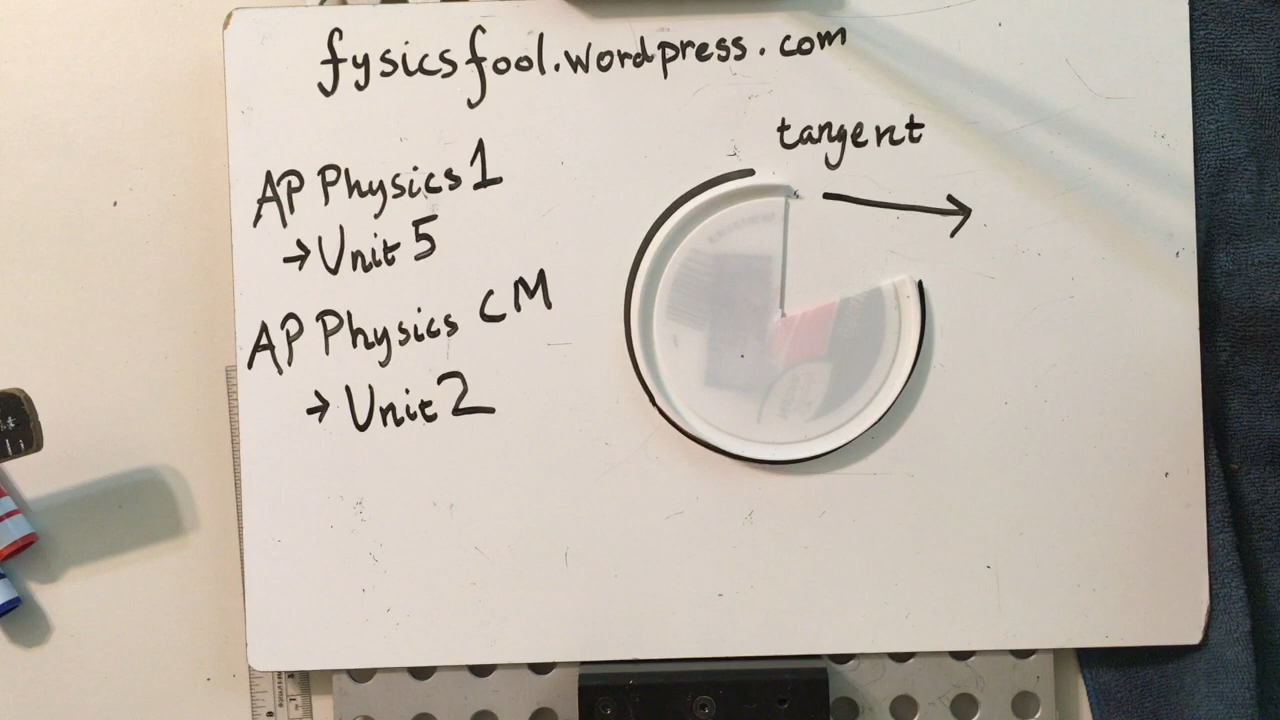 fysicsfool.wordpress.com
tangent
AP Physics 1
→ Unit 5
AP Physics CM
→ Unit 2